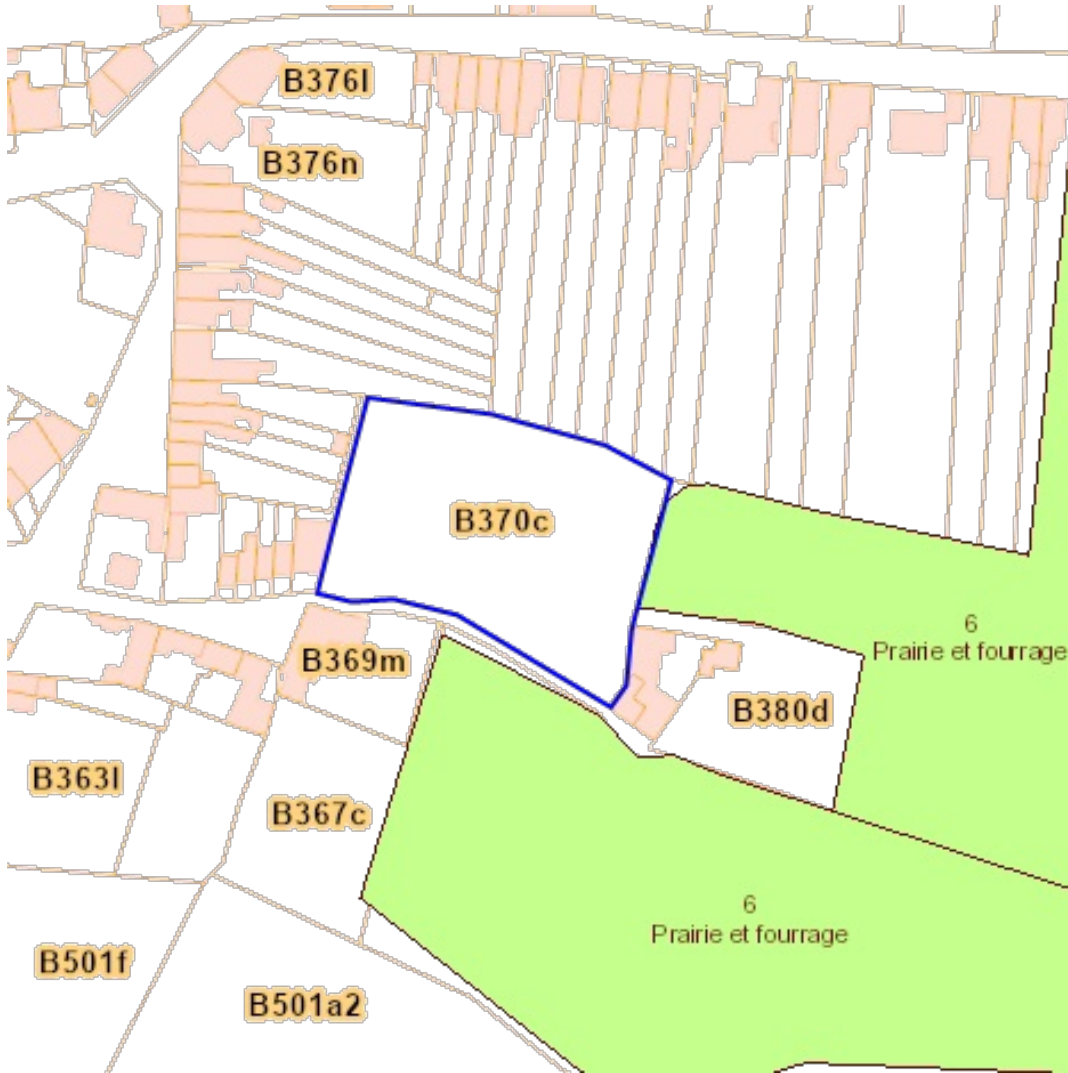 B376l
B376n
B370c
6
Prairie et fourrage
B369m
B380d
B363l
B367c
6
Prairie et fourrage
B501f
B501a2